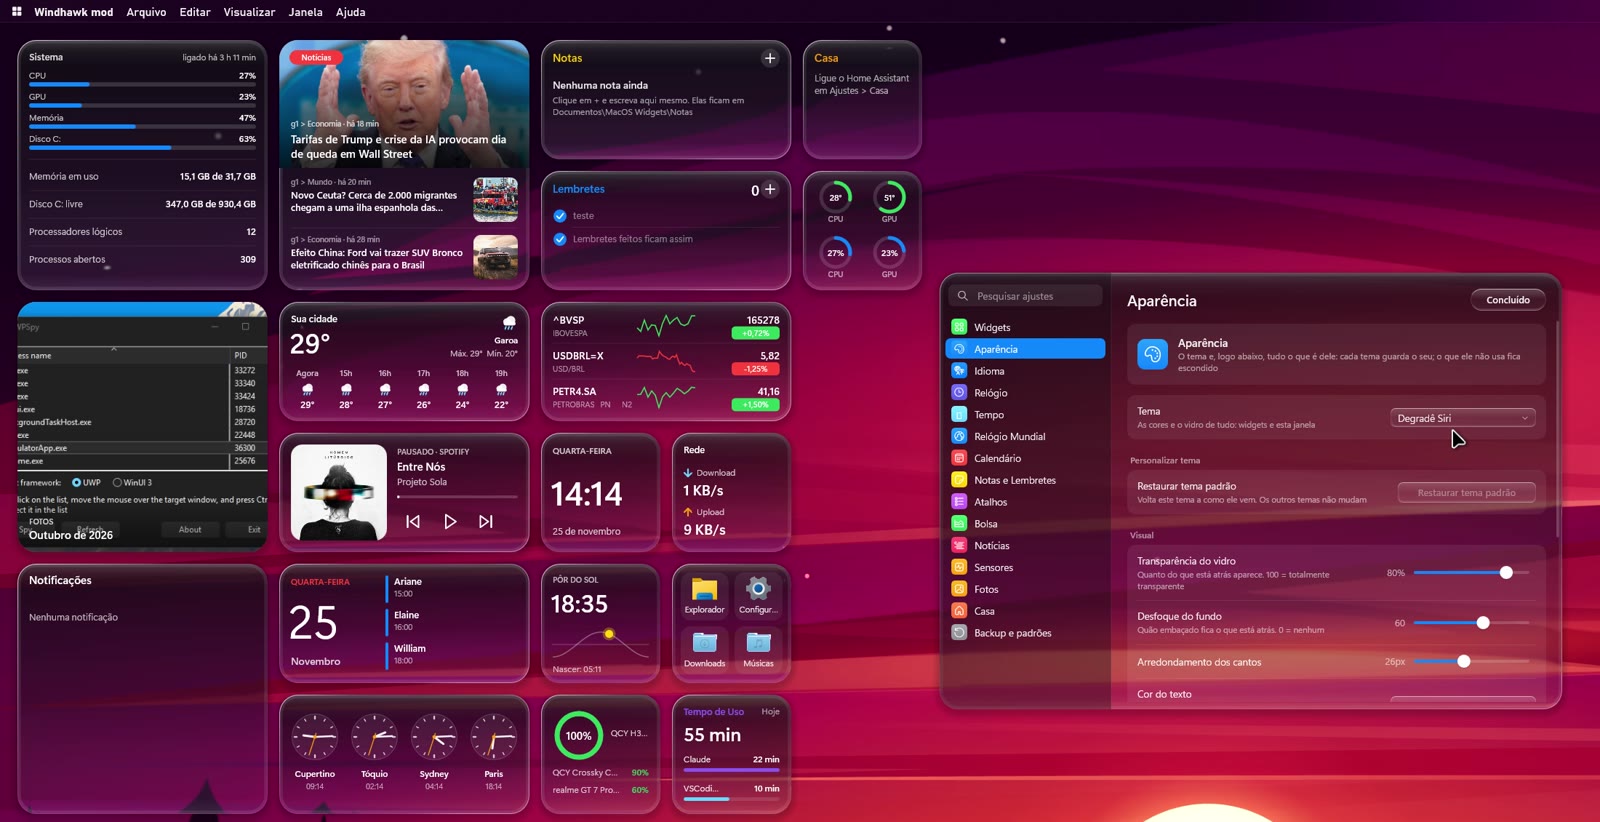 Windhawk mod Arquivo Editar Visualizar Janela Ajuda
Sistema ligado há 3 h 11 min
CPU 27%
GPU 23%
Memória 47%
Disco C: 63%
Memória em uso 15,1 GB de 31,7 GB
Disco C: livre 347,0 GB de 930,4 GB
Processadores lógicos 12
Processos abertos 309
Notícias
g1 > Economia · há 18 min
Tarifas de Trump e crise da IA provocam dia
de queda em Wall Street
g1 > Mundo · há 20 min
Novo Ceuta? Cerca de 2.000 migrantes
chegam a uma ilha espanhola das...
g1 > Economia · há 28 min
Efeito China: Ford vai trazer SUV Bronco
eletrificado chinês para o Brasil
Notas
Nenhuma nota ainda
Clique em + e escreva aqui mesmo. Elas ficam em
Documentos\MacOS Widgets\Notas
Casa
Ligue o Home Assistant
em Ajustes > Casa
Lembretes 0
teste
Lembretes feitos ficam assim
28° 51°
CPU GPU
27% 23%
CPU GPU
VPSpy
ess name PID
exe 33272
exe 33340
exe 33424
ui.exe 18736
kgroundTaskHost.exe 28720
exe 22448
ulatorApp.exe 36300
me.exe 25676
t framework: UWP WinUI 3
lick on the list, move the mouse over the target window, and press Ctr
ect it in the list
FOTOS
Spy Refresh About Exit
Outubro de 2026
Sua cidade
29°
Garoa
Máx. 29° Mín. 20°
Agora 15h 16h 17h 18h 19h
29° 28° 27° 26° 24° 22°
^BVSP 165278
IBOVESPA +0,72%
USDBRL=X 5,82
USD/BRL -1,25%
PETR4.SA 41,16
PETROBRAS PN N2 +1,50%
PAUSADO · SPOTIFY
Entre Nós
Projeto Sola
QUARTA-FEIRA
14:14
25 de novembro
Rede
Download
1 KB/s
Upload
9 KB/s
Notificações
Nenhuma notificação
QUARTA-FEIRA
25
Novembro
Ariane
15:00
Elaine
16:00
William
18:00
PÔR DO SOL
18:35
Nascer: 05:11
Explorador Configur...
Downloads Músicas
Cupertino Tóquio Sydney Paris
09:14 02:14 04:14 18:14
100% QCY H3...
QCY Crossky C... 90%
realme GT 7 Pro... 60%
Tempo de Uso Hoje
55 min
Claude 22 min
VSCodi... 10 min
Pesquisar ajustes
Widgets
Aparência
Idioma
Relógio
Tempo
Relógio Mundial
Calendário
Notas e Lembretes
Atalhos
Bolsa
Notícias
Sensores
Fotos
Casa
Backup e padrões
Aparência Concluído
Aparência
O tema e, logo abaixo, tudo o que é dele: cada tema guarda o seu; o que ele não usa fica
escondido
Tema
As cores e o vidro de tudo: widgets e esta janela
Degradê Siri
Personalizar tema
Restaurar tema padrão
Volta este tema a como ele vem. Os outros temas não mudam
Restaurar tema padrão
Visual
Transparência do vidro
Quanto do que está atrás aparece. 100 = totalmente
transparente
80%
Desfoque do fundo
Quão embaçado fica o que está atrás. 0 = nenhum
60
Arredondamento dos cantos 26px
Cor do texto